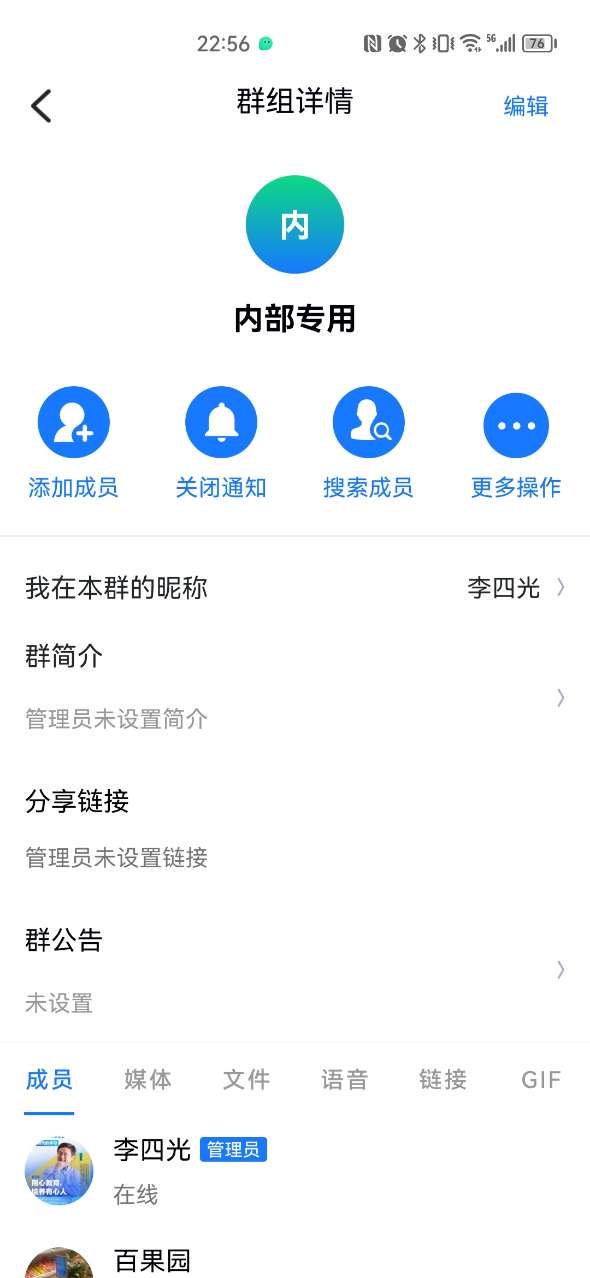 22:56
5G
76
群组详情
编辑
内
内部专用
添加成员
关闭通知
搜索成员
更多操作
我在本群的昵称
李四光
群简介
管理员未设置简介
分享链接
管理员未设置链接
群公告
未设置
成员
媒体
文件
语音
链接
GIF
李四光
管理员
用心教育,
培养有心人
在线
百果园